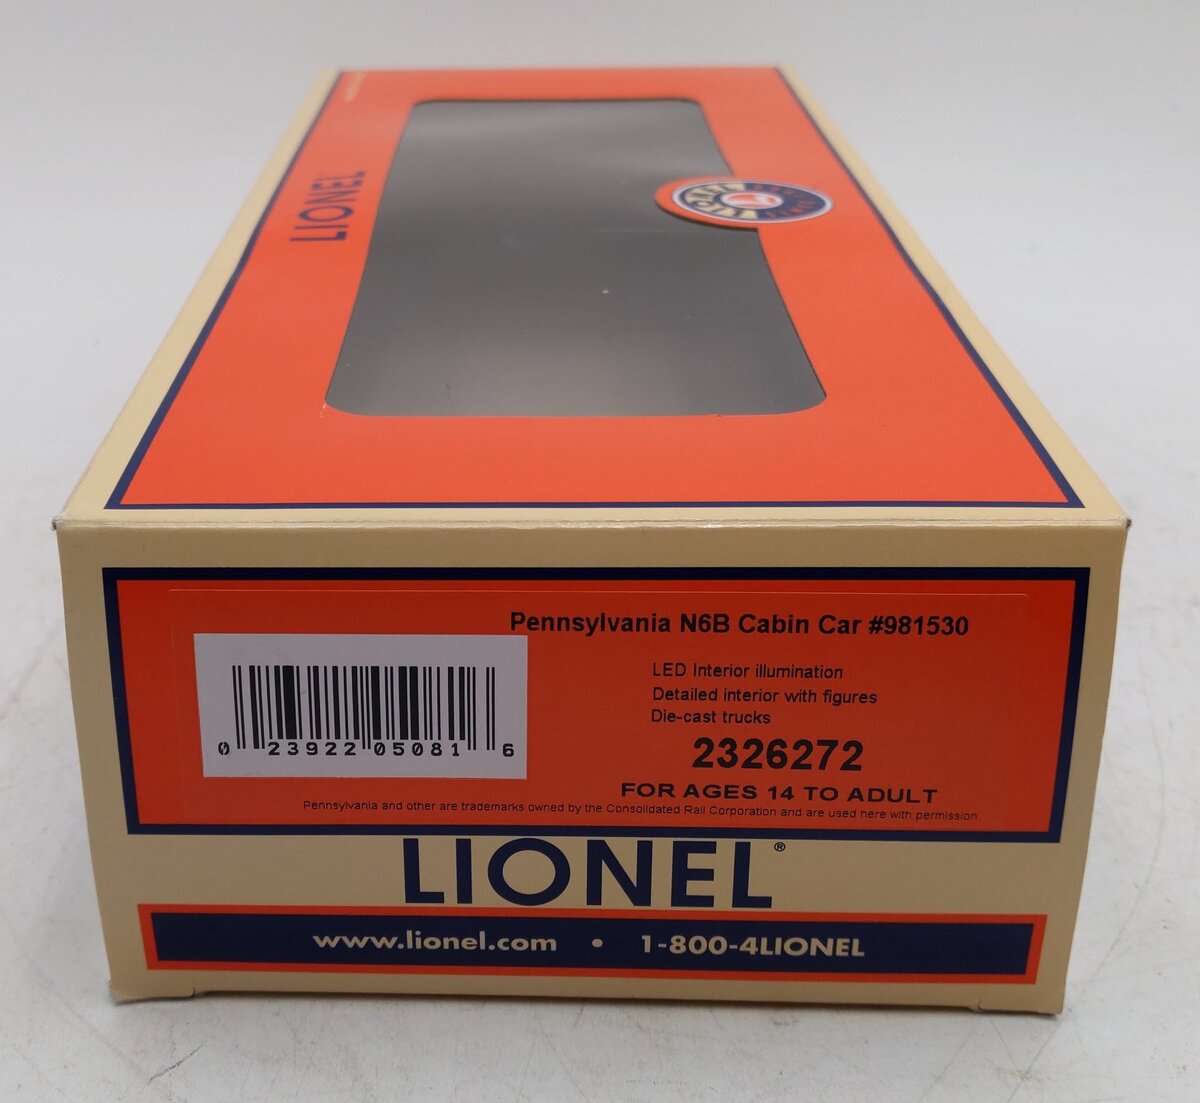 LIONEL
Pennsylvania N6B Cabin Car #981530
LED Interior illumination
Detailed interior with figures
Die-cast trucks
2326272
FOR AGES 14 TO ADULT
0 23922 05081 6
Pennsylvania and other are trademarks owned by the Consolidated Rail Corporation and are used here with permission
LIONEL®
www.lionel.com • 1-800-4LIONEL